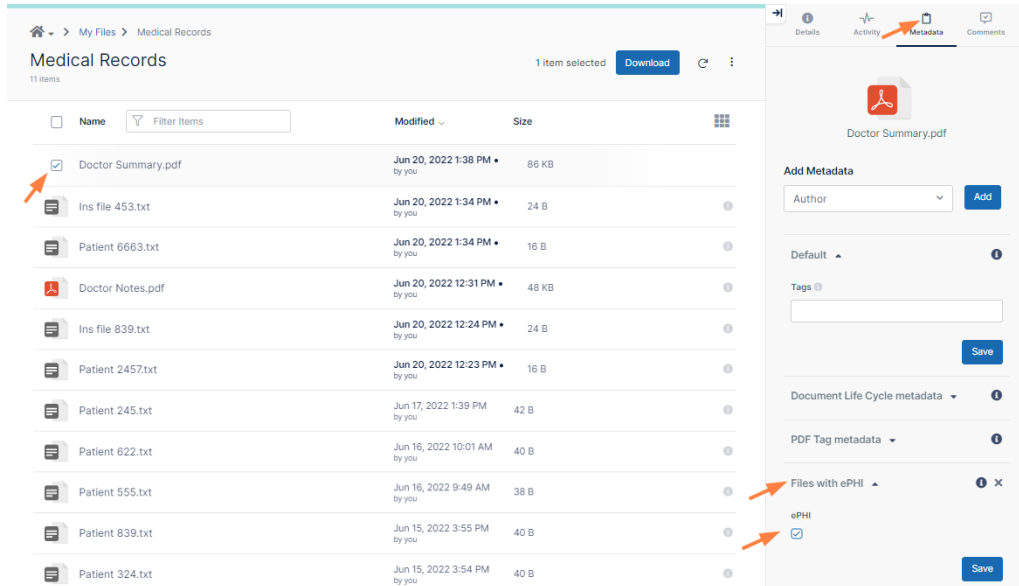 My Files > Medical Records
Medical Records
11 items
1 item selected
Download
Name
Filter Items
Modified
Size
Doctor Summary.pdf
Jun 20, 2022 1:38 PM •
by you
86 KB
Ins file 453.txt
Jun 20, 2022 1:34 PM •
by you
24 B
Patient 6663.txt
Jun 20, 2022 1:34 PM •
by you
16 B
Doctor Notes.pdf
Jun 20, 2022 12:31 PM •
by you
48 KB
Ins file 839.txt
Jun 20, 2022 12:24 PM •
by you
24 B
Patient 2457.txt
Jun 20, 2022 12:23 PM •
by you
16 B
Patient 245.txt
Jun 17, 2022 1:39 PM
by you
42 B
Patient 622.txt
Jun 16, 2022 10:01 AM
by you
40 B
Patient 555.txt
Jun 16, 2022 9:49 AM
by you
38 B
Patient 839.txt
Jun 15, 2022 3:55 PM
by you
40 B
Patient 324.txt
Jun 15, 2022 3:54 PM
by you
40 B
Details
Activity
Metadata
Comments
Doctor Summary.pdf
Add Metadata
Author
Add
Default
Tags
Save
Document Life Cycle metadata
PDF Tag metadata
Files with ePHI
ePHI
Save